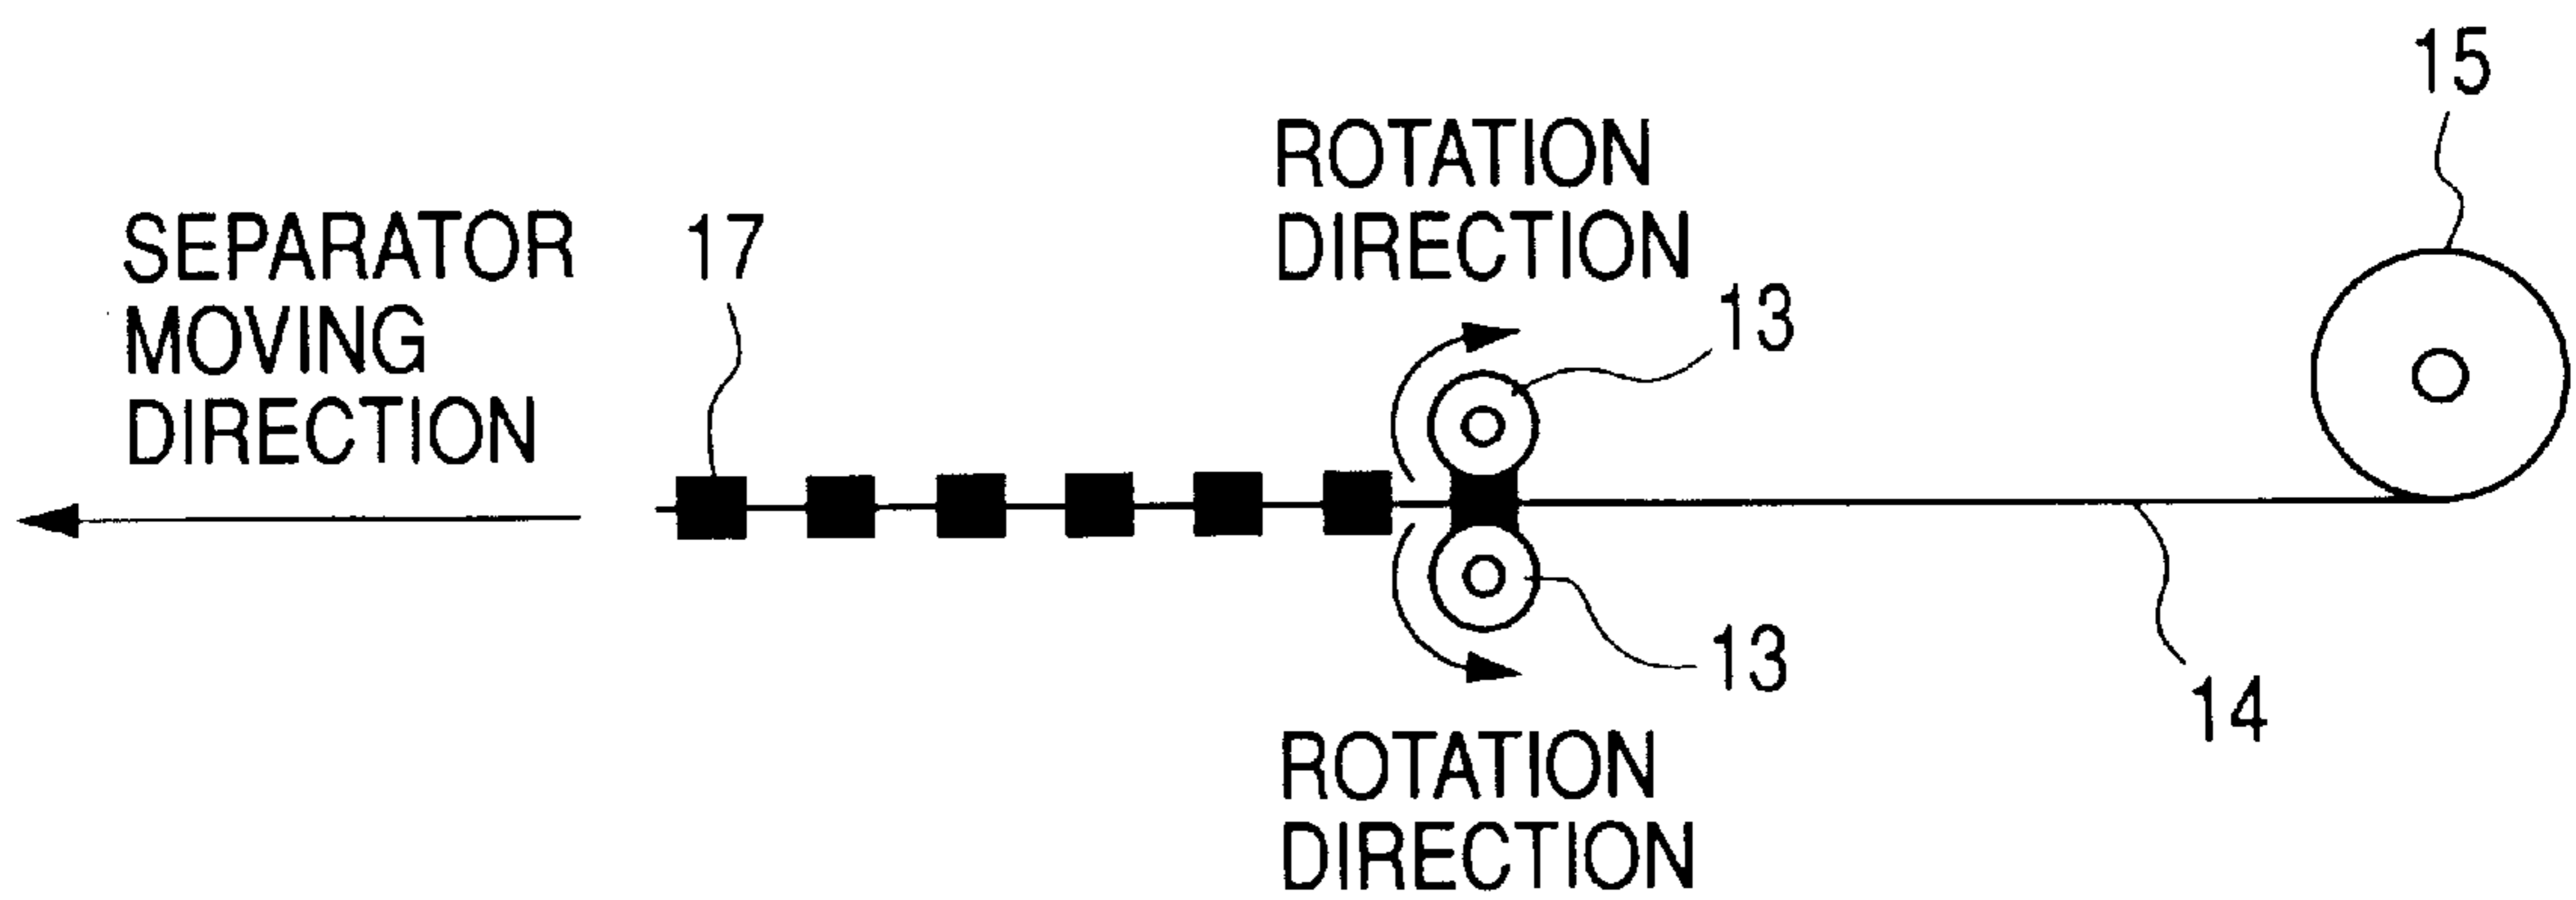 15
ROTATION
DIRECTION
SEPARATOR
MOVING
DIRECTION
17
13
13
14
ROTATION
DIRECTION